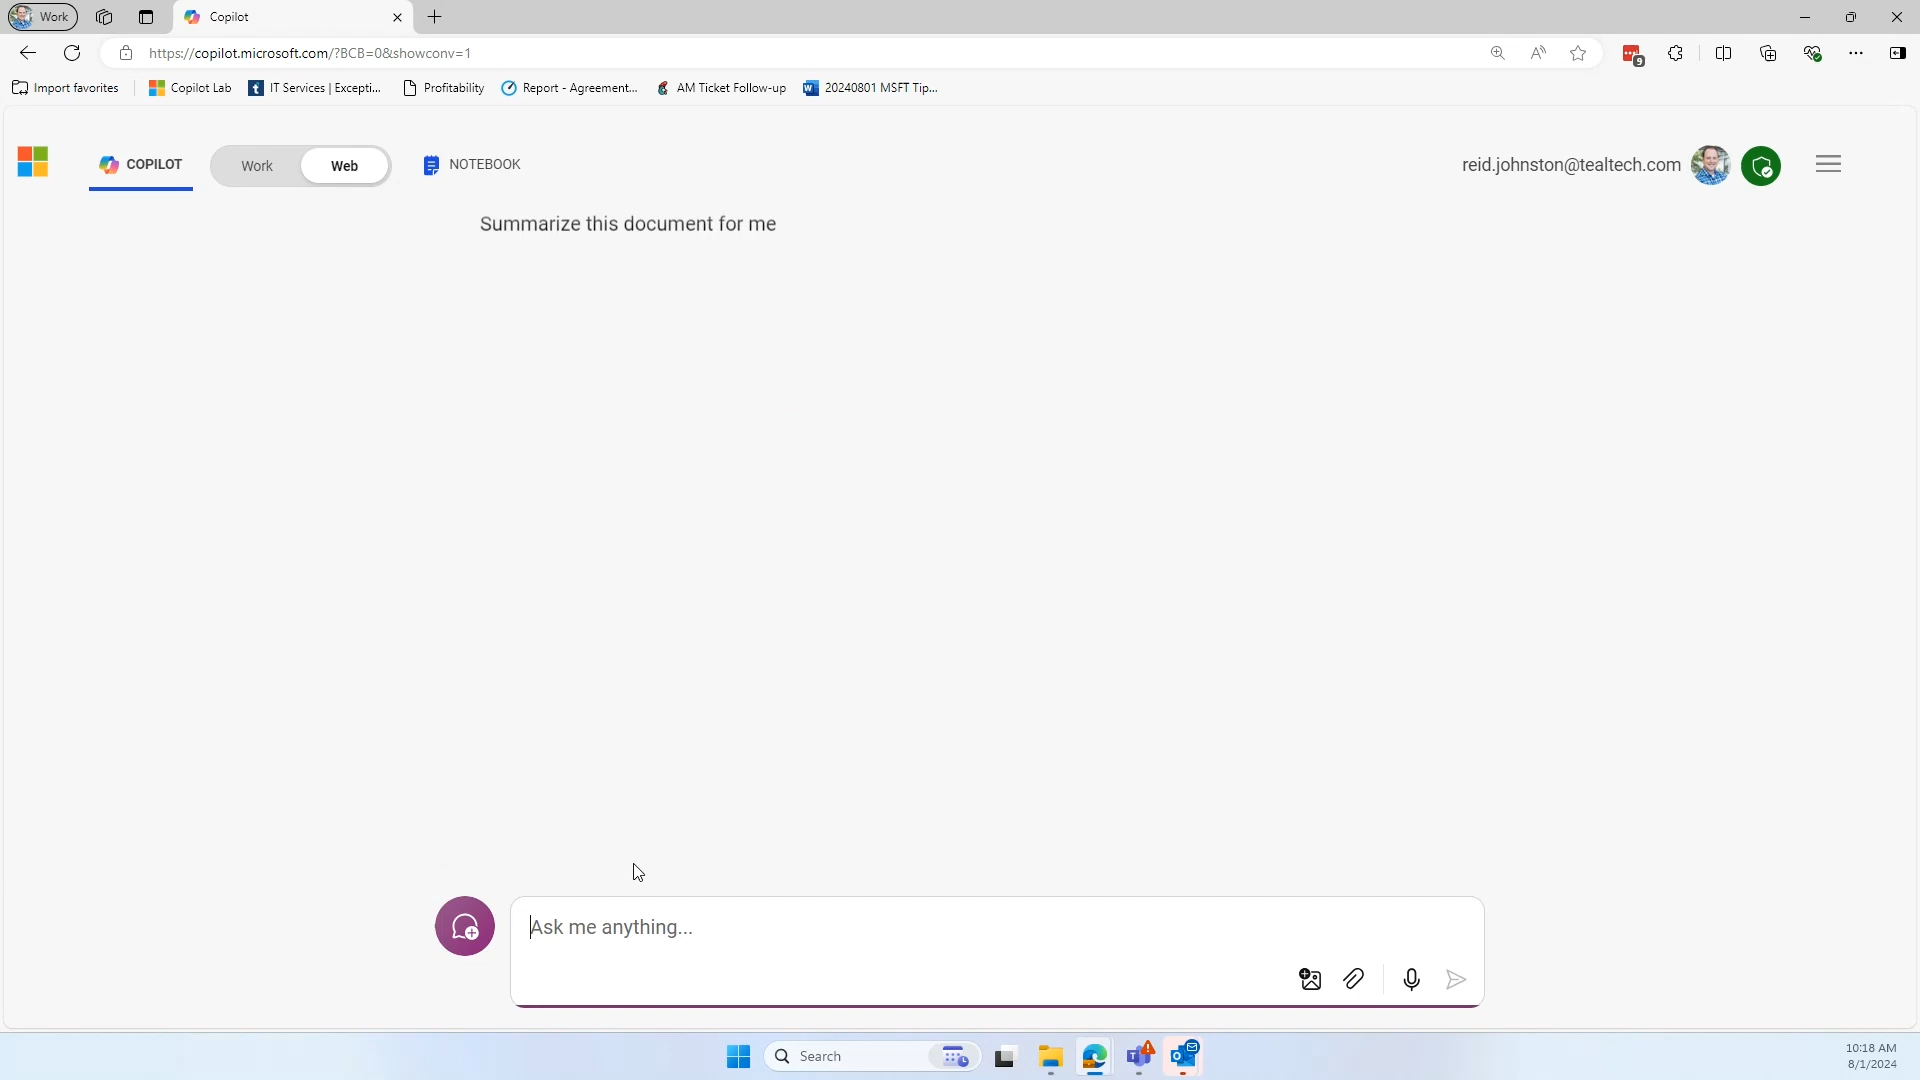 Work
Copilot
https://copilot.microsoft.com/?BCB=0&showconv=1
9
Import favorites
Copilot Lab
IT Services | Excepti...
Profitability
Report - Agreement...
AM Ticket Follow-up
20240801 MSFT Tip...
COPILOT
Work
Web
NOTEBOOK
reid.johnston@tealtech.com
Summarize this document for me
Ask me anything...
Search
10:18 AM
8/1/2024